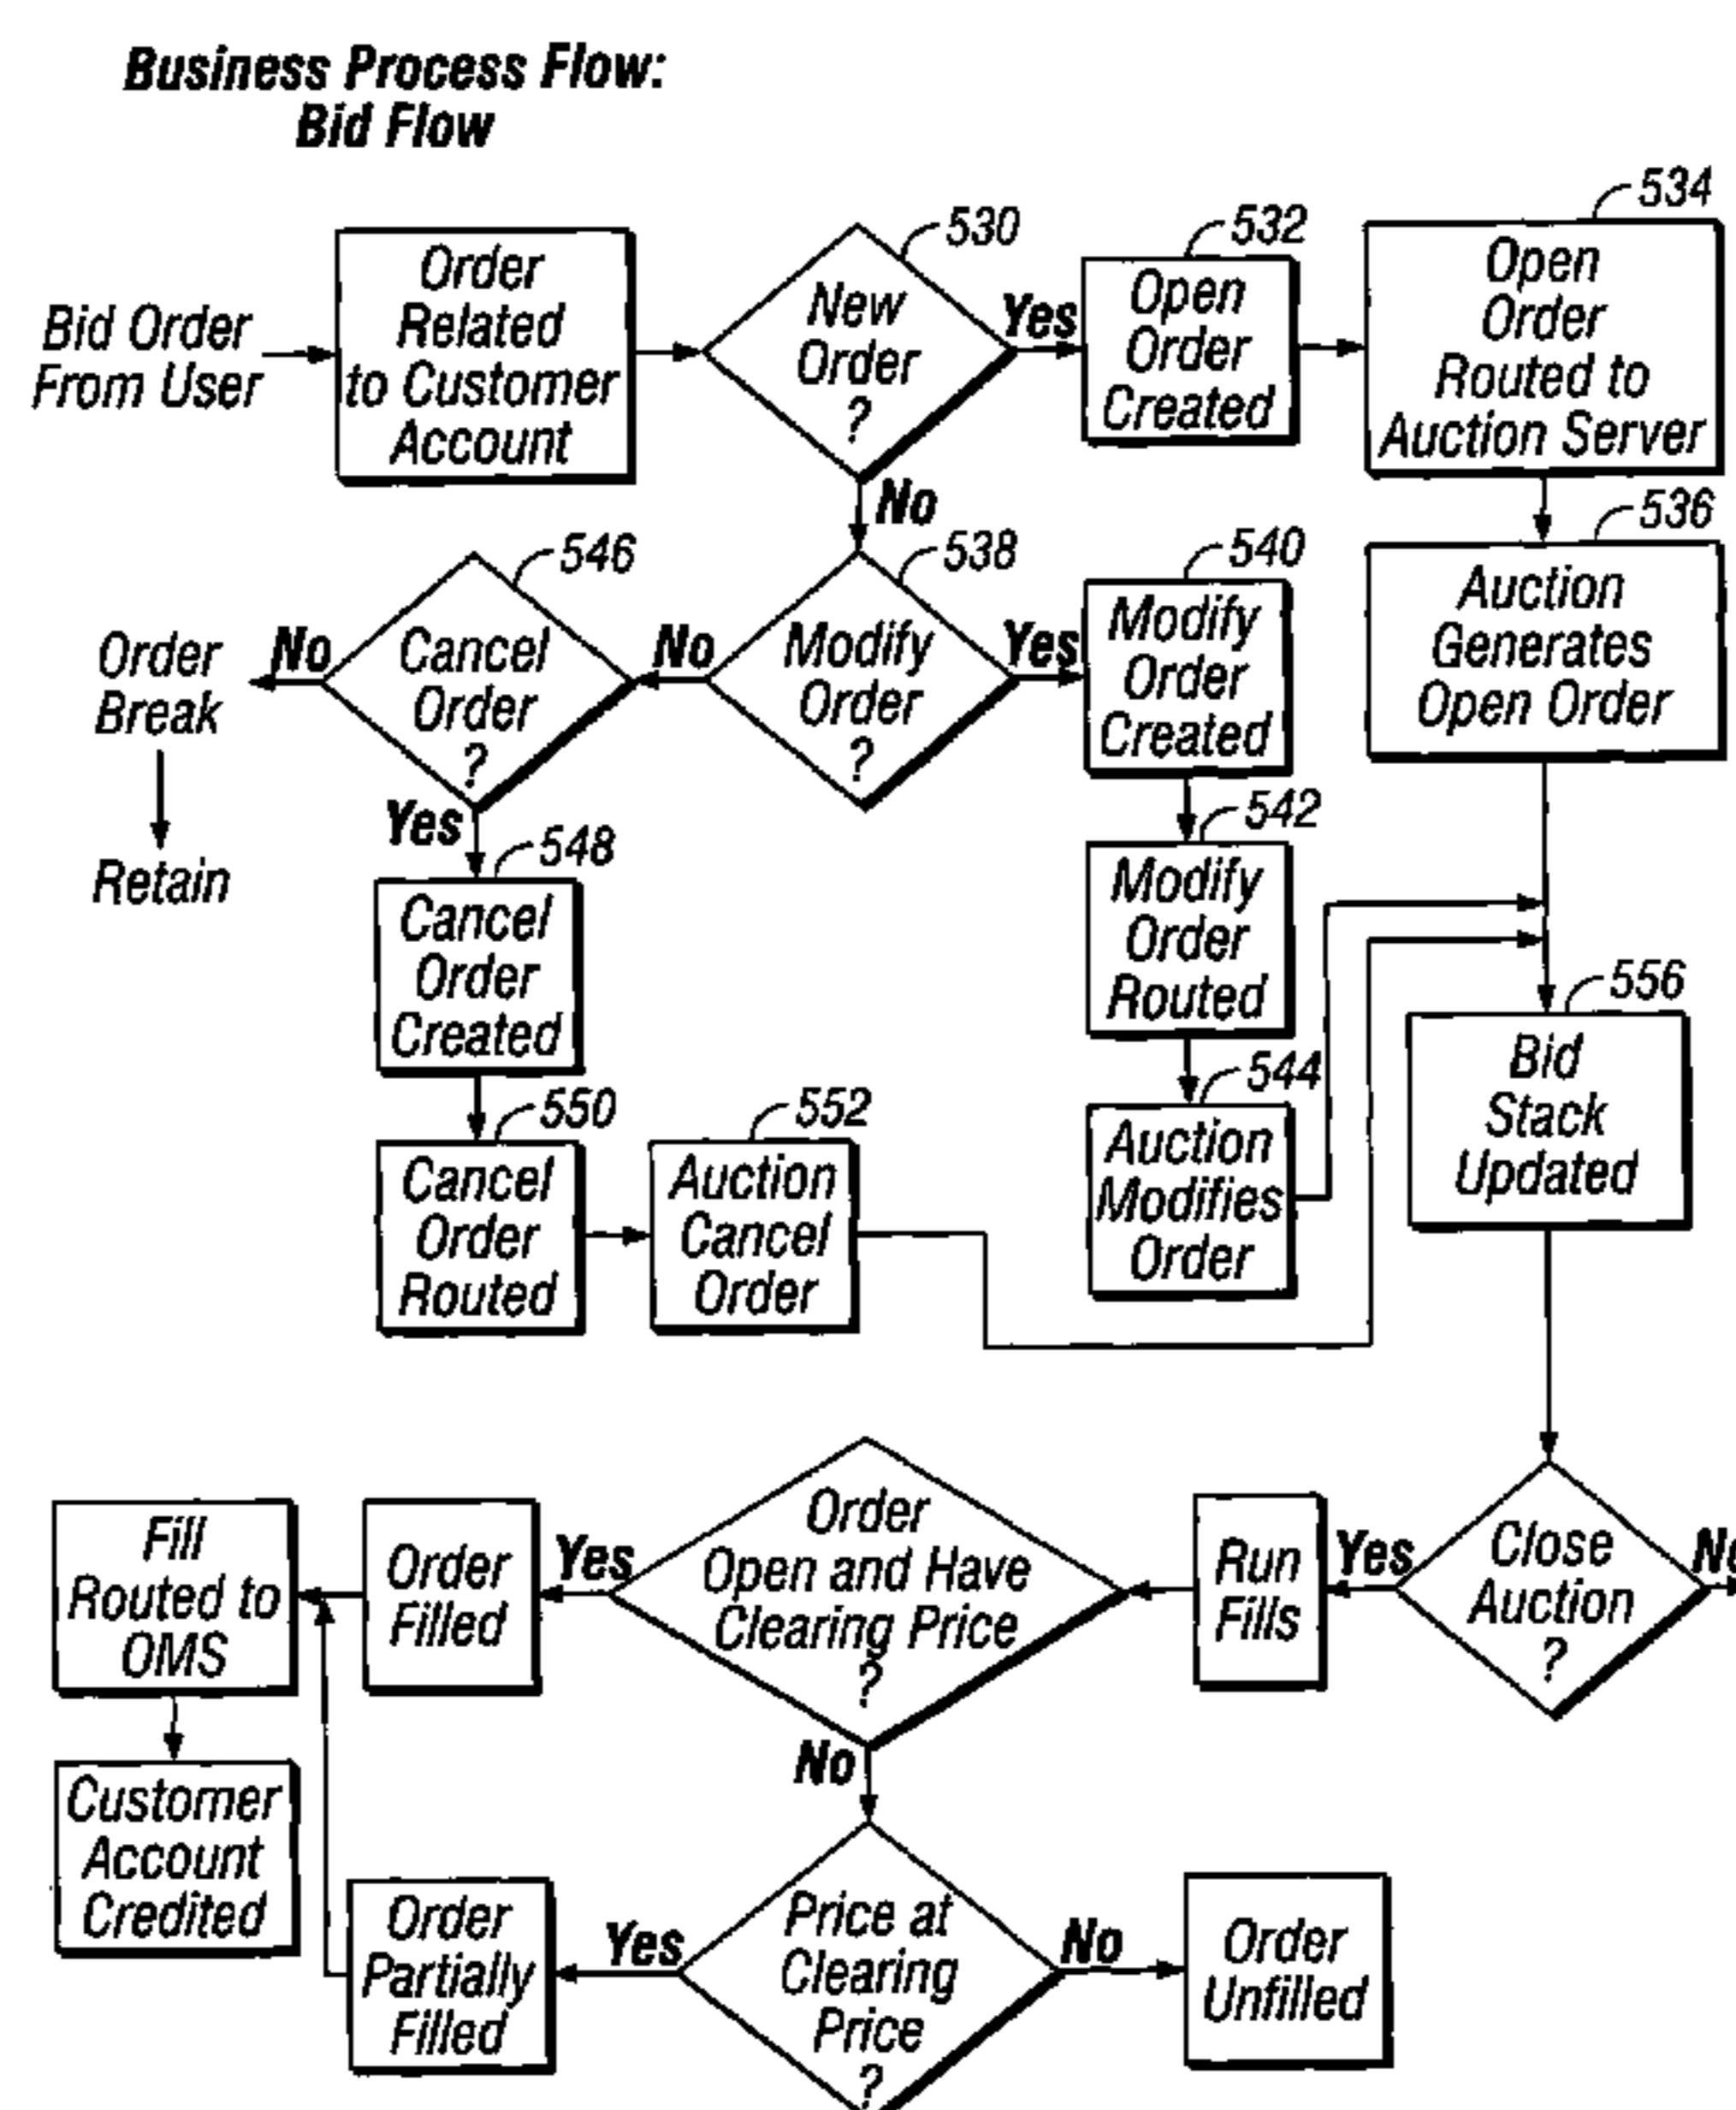 Business Process Flow:
Bid Flow
Bid Order
From User
Order
Related
to Customer
Account
530
New
Order
?
Yes
No
532
Open
Order
Created
534
Open
Order
Routed to
Auction Server
536
Auction
Generates
Open Order
538
Modify
Order
?
Yes
No
540
Modify
Order
Created
542
Modify
Order
Routed
544
Auction
Modifies
Order
546
Cancel
Order
?
No
Yes
Order
Break
Retain
548
Cancel
Order
Created
550
Cancel
Order
Routed
552
Auction
Cancel
Order
556
Bid
Stack
Updated
Close
Auction
?
Yes
Run
Fills
Order
Open and Have
Clearing Price
?
Yes
No
Order
Filled
Fill
Routed to
OMS
Customer
Account
Credited
Price at
Clearing
Price
?
Yes
No
Order
Partially
Filled
Order
Unfilled